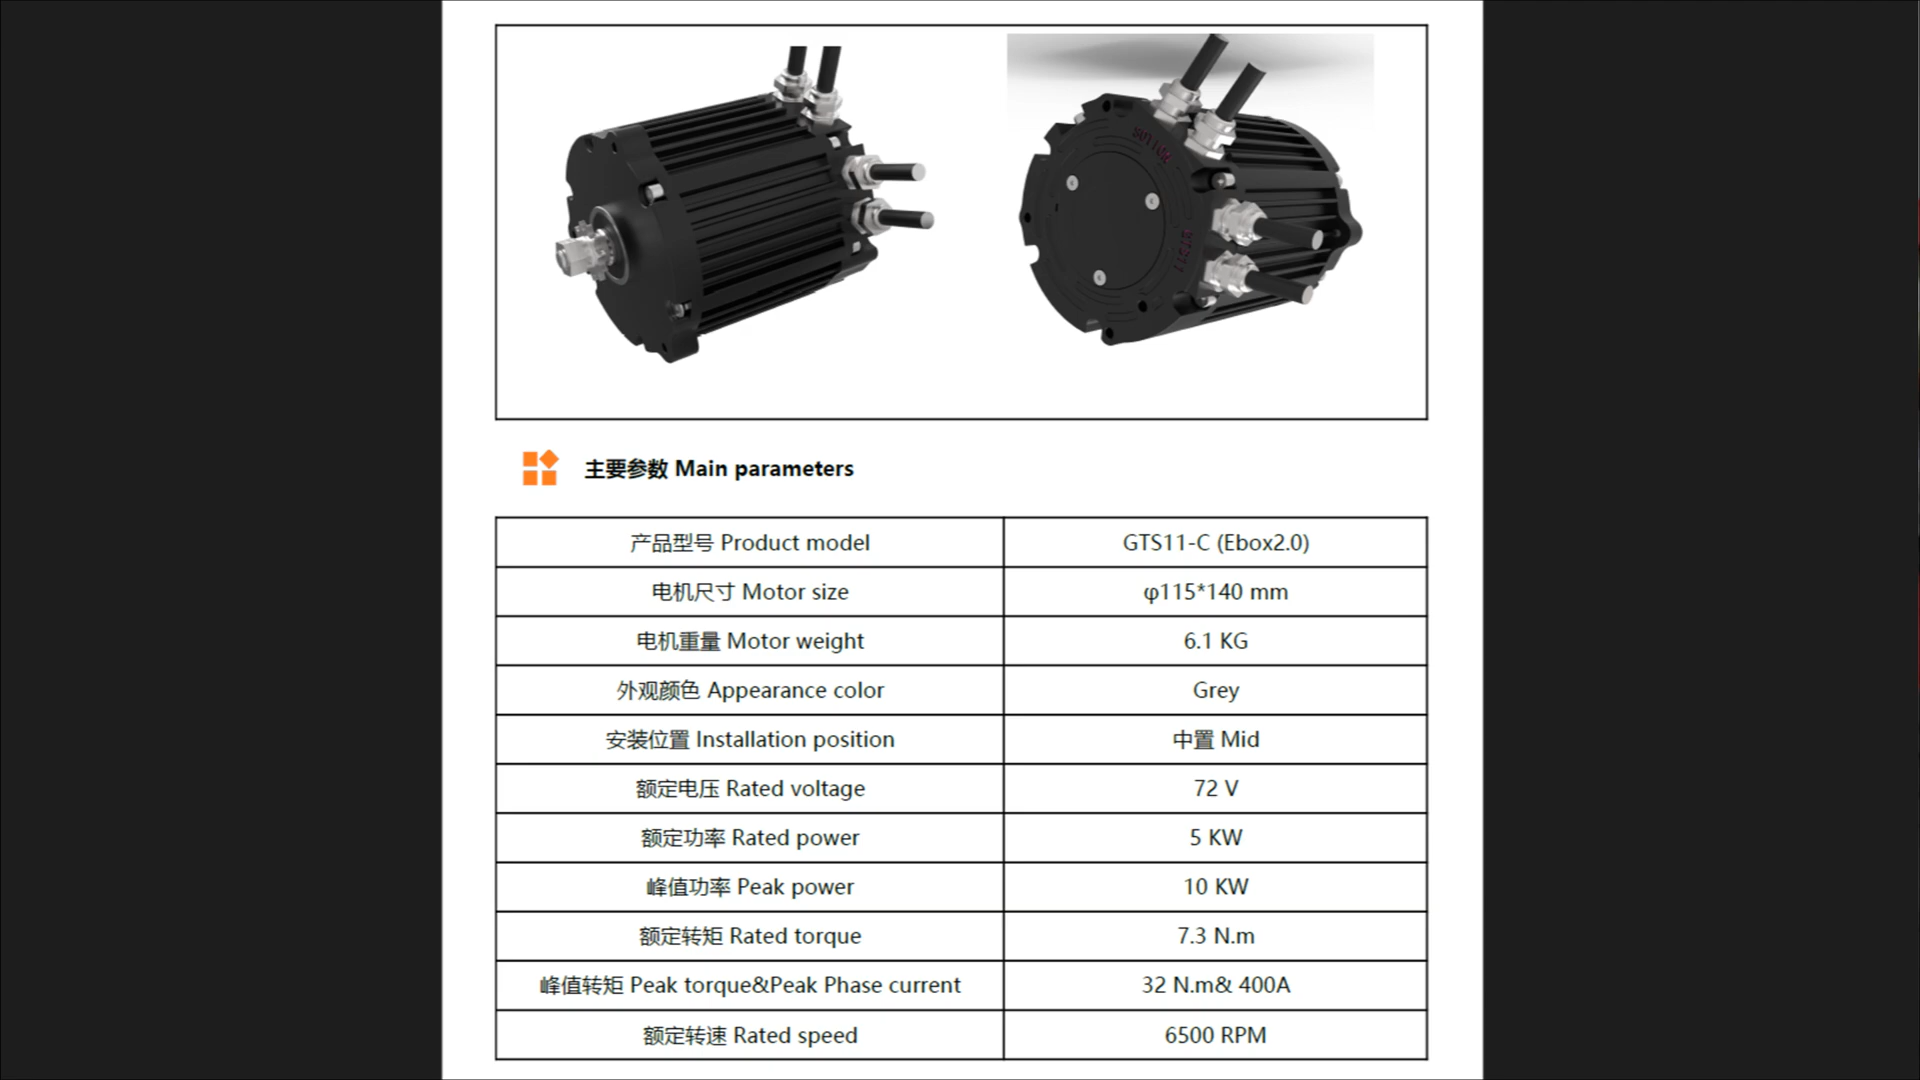 主要参数 Main parameters
产品型号 Product model
GTS11-C (Ebox2.0)
电机尺寸 Motor size
φ115*140 mm
电机重量 Motor weight
6.1 KG
外观颜色 Appearance color
Grey
安装位置 Installation position
中置 Mid
额定电压 Rated voltage
72 V
额定功率 Rated power
5 KW
峰值功率 Peak power
10 KW
额定转矩 Rated torque
7.3 N.m
峰值转矩 Peak torque&Peak Phase current
32 N.m& 400A
额定转速 Rated speed
6500 RPM